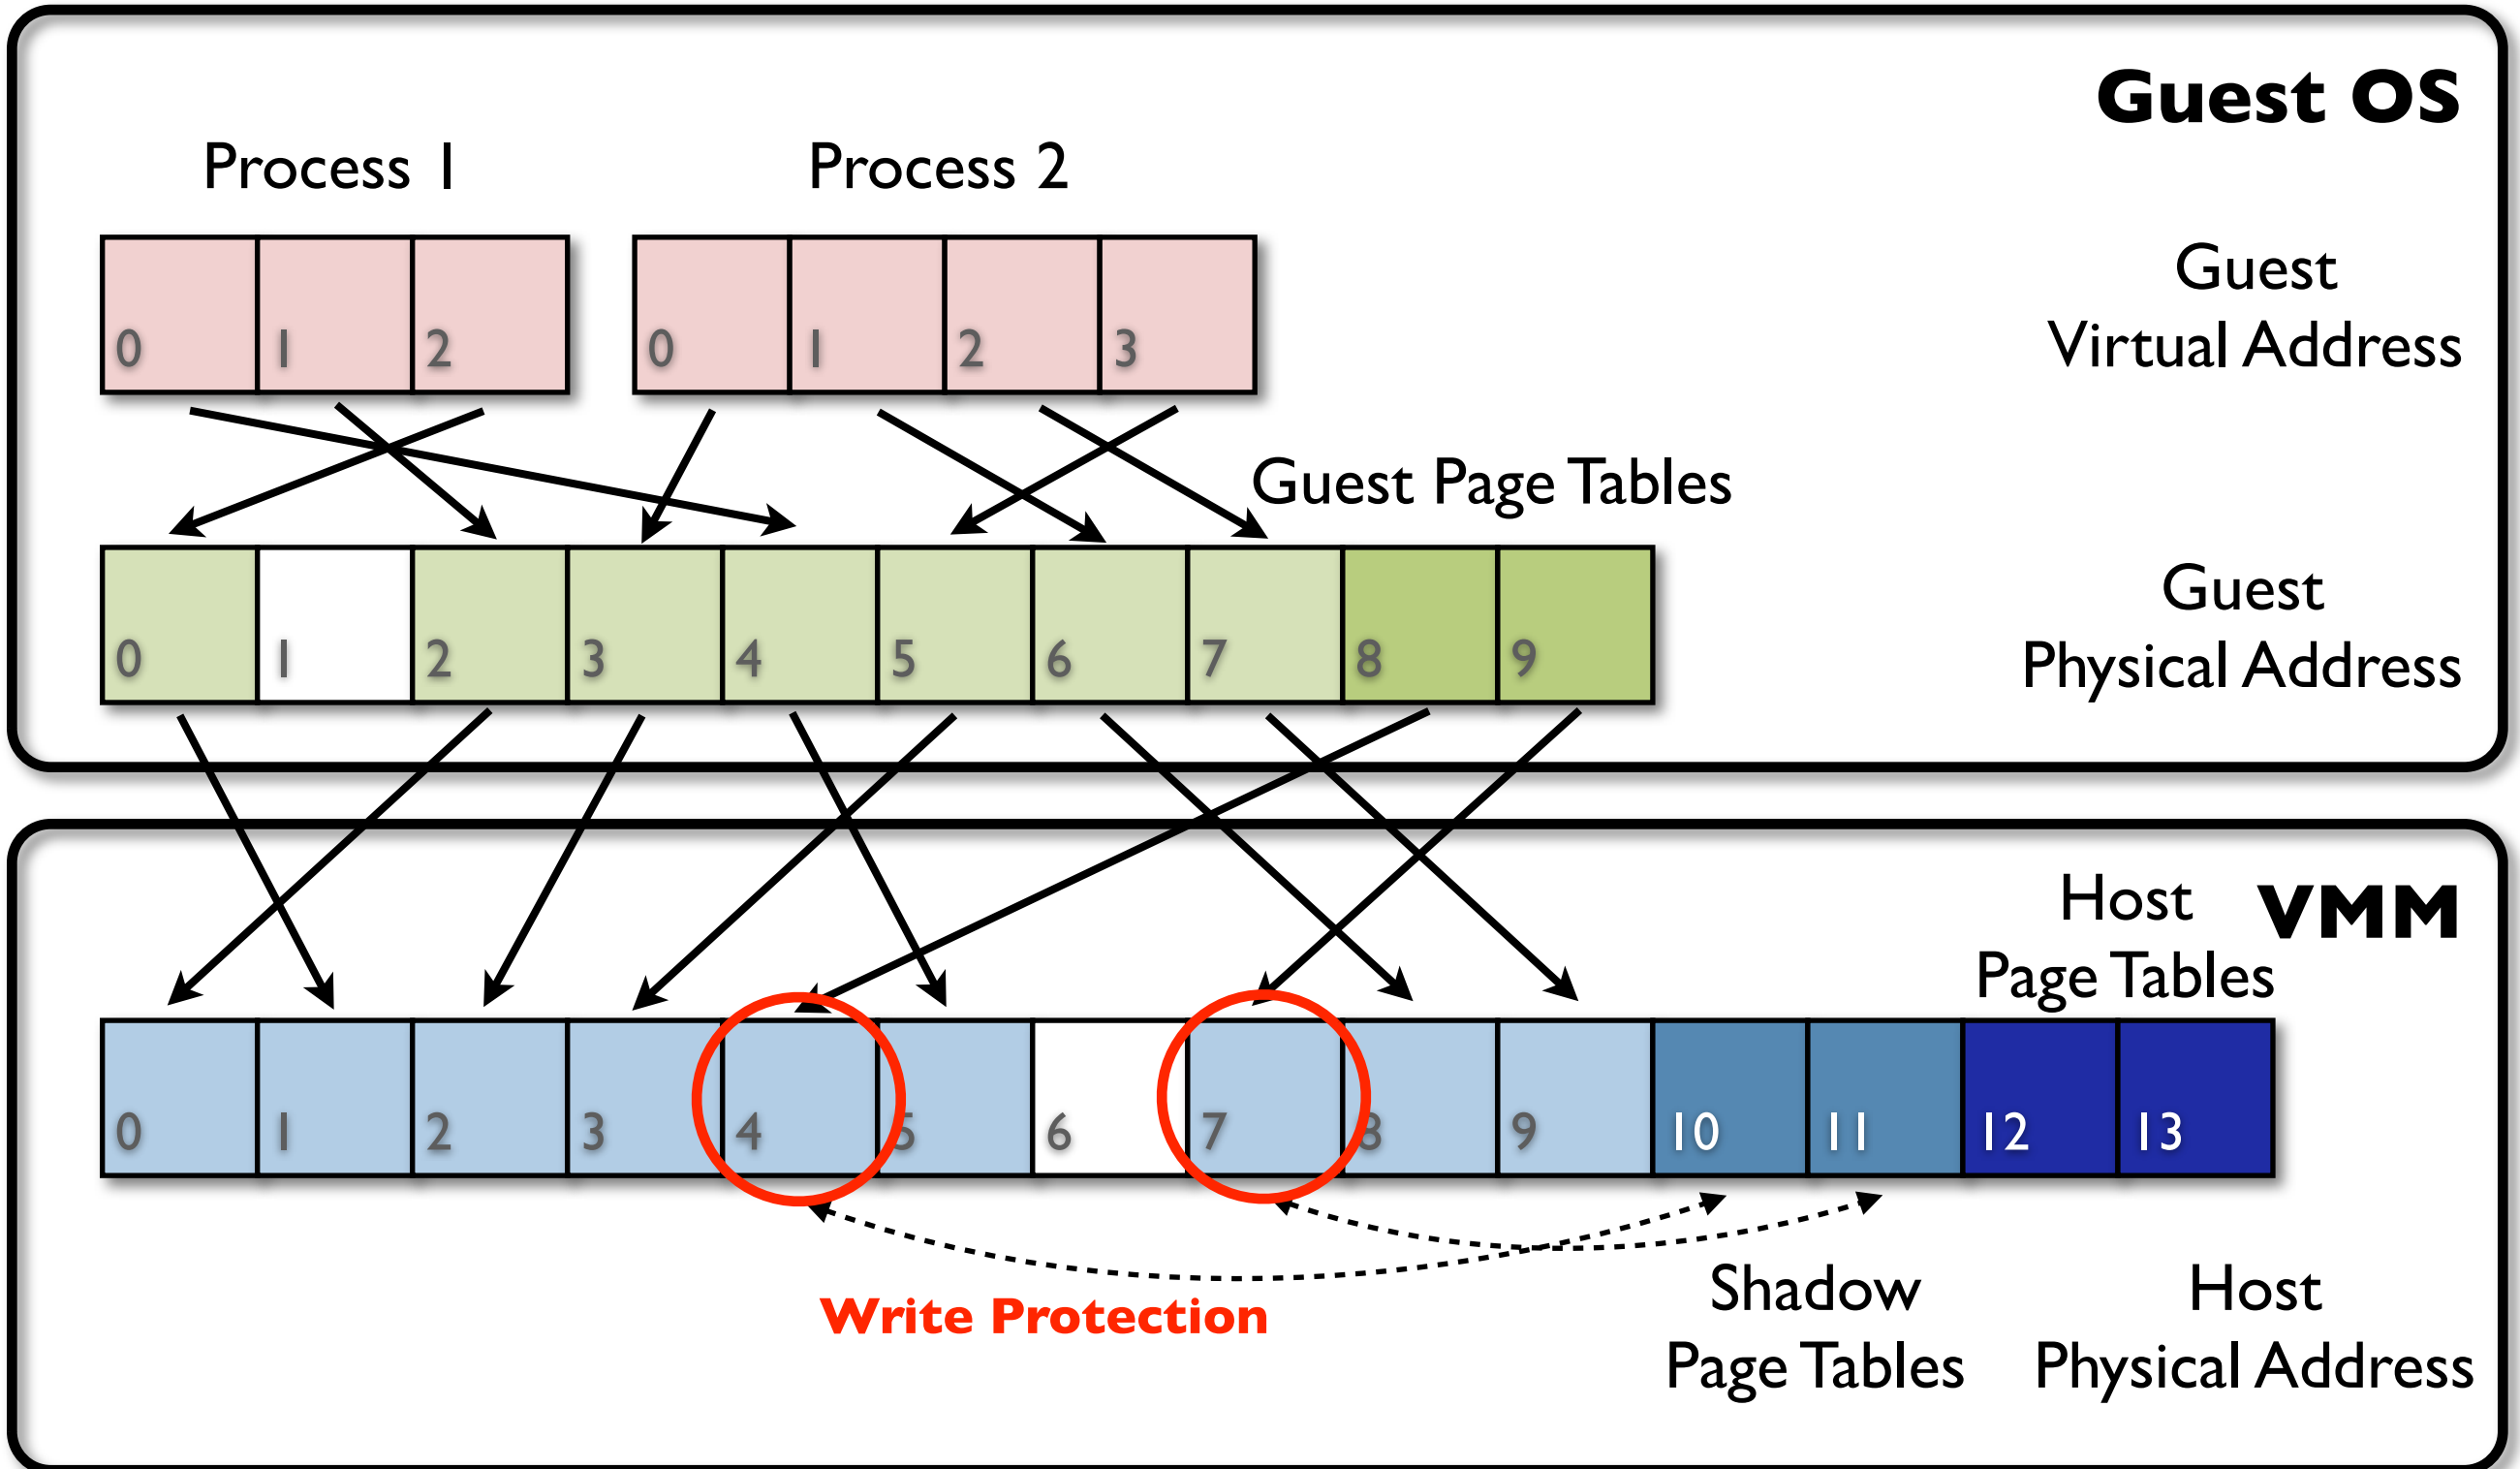 Guest OS
Process 1
Process 2
0 1 2
0 1 2 3
Guest
Virtual Address
Guest Page Tables
0 1 2 3 4 5 6 7 8 9
Guest
Physical Address
VMM
Host
Page Tables
0 1 2 3 4 5 6 7 8 9 10 11 12 13
Write Protection
Shadow
Page Tables
Host
Physical Address